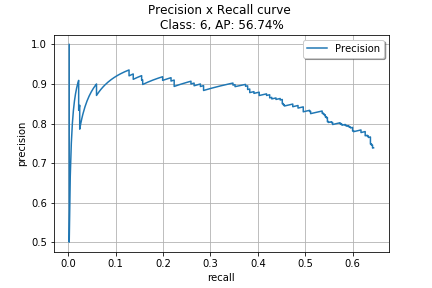 Precision x Recall curve
Class: 6, AP: 56.74%
Precision
1.0
0.9
0.8
0.7
0.6
0.5
precision
0.0 0.1 0.2 0.3 0.4 0.5 0.6
recall